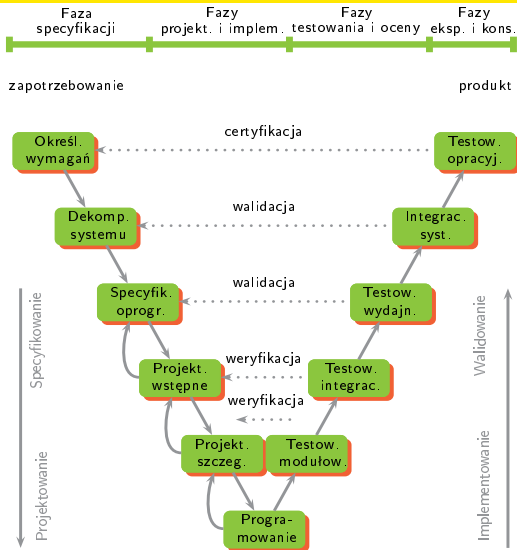 Faza
specyfikacji
Fazy
projekt. i implem.
Fazy
testowania i oceny
Fazy
eksp. i kons.
zapotrzebowanie
produkt
Określ.
wymagań
certyfikacja
Testow.
opracyj.
Dekomp.
systemu
walidacja
Integrac.
syst.
Specyfik.
oprogr.
walidacja
Testow.
wydajn.
Projekt.
wstępne
weryfikacja
Testow.
integrac.
weryfikacja
Projekt.
szczeg.
Testow.
modułow.
Progra-
mowanie
Specyfikowanie
Projektowanie
Walidowanie
Implementowanie